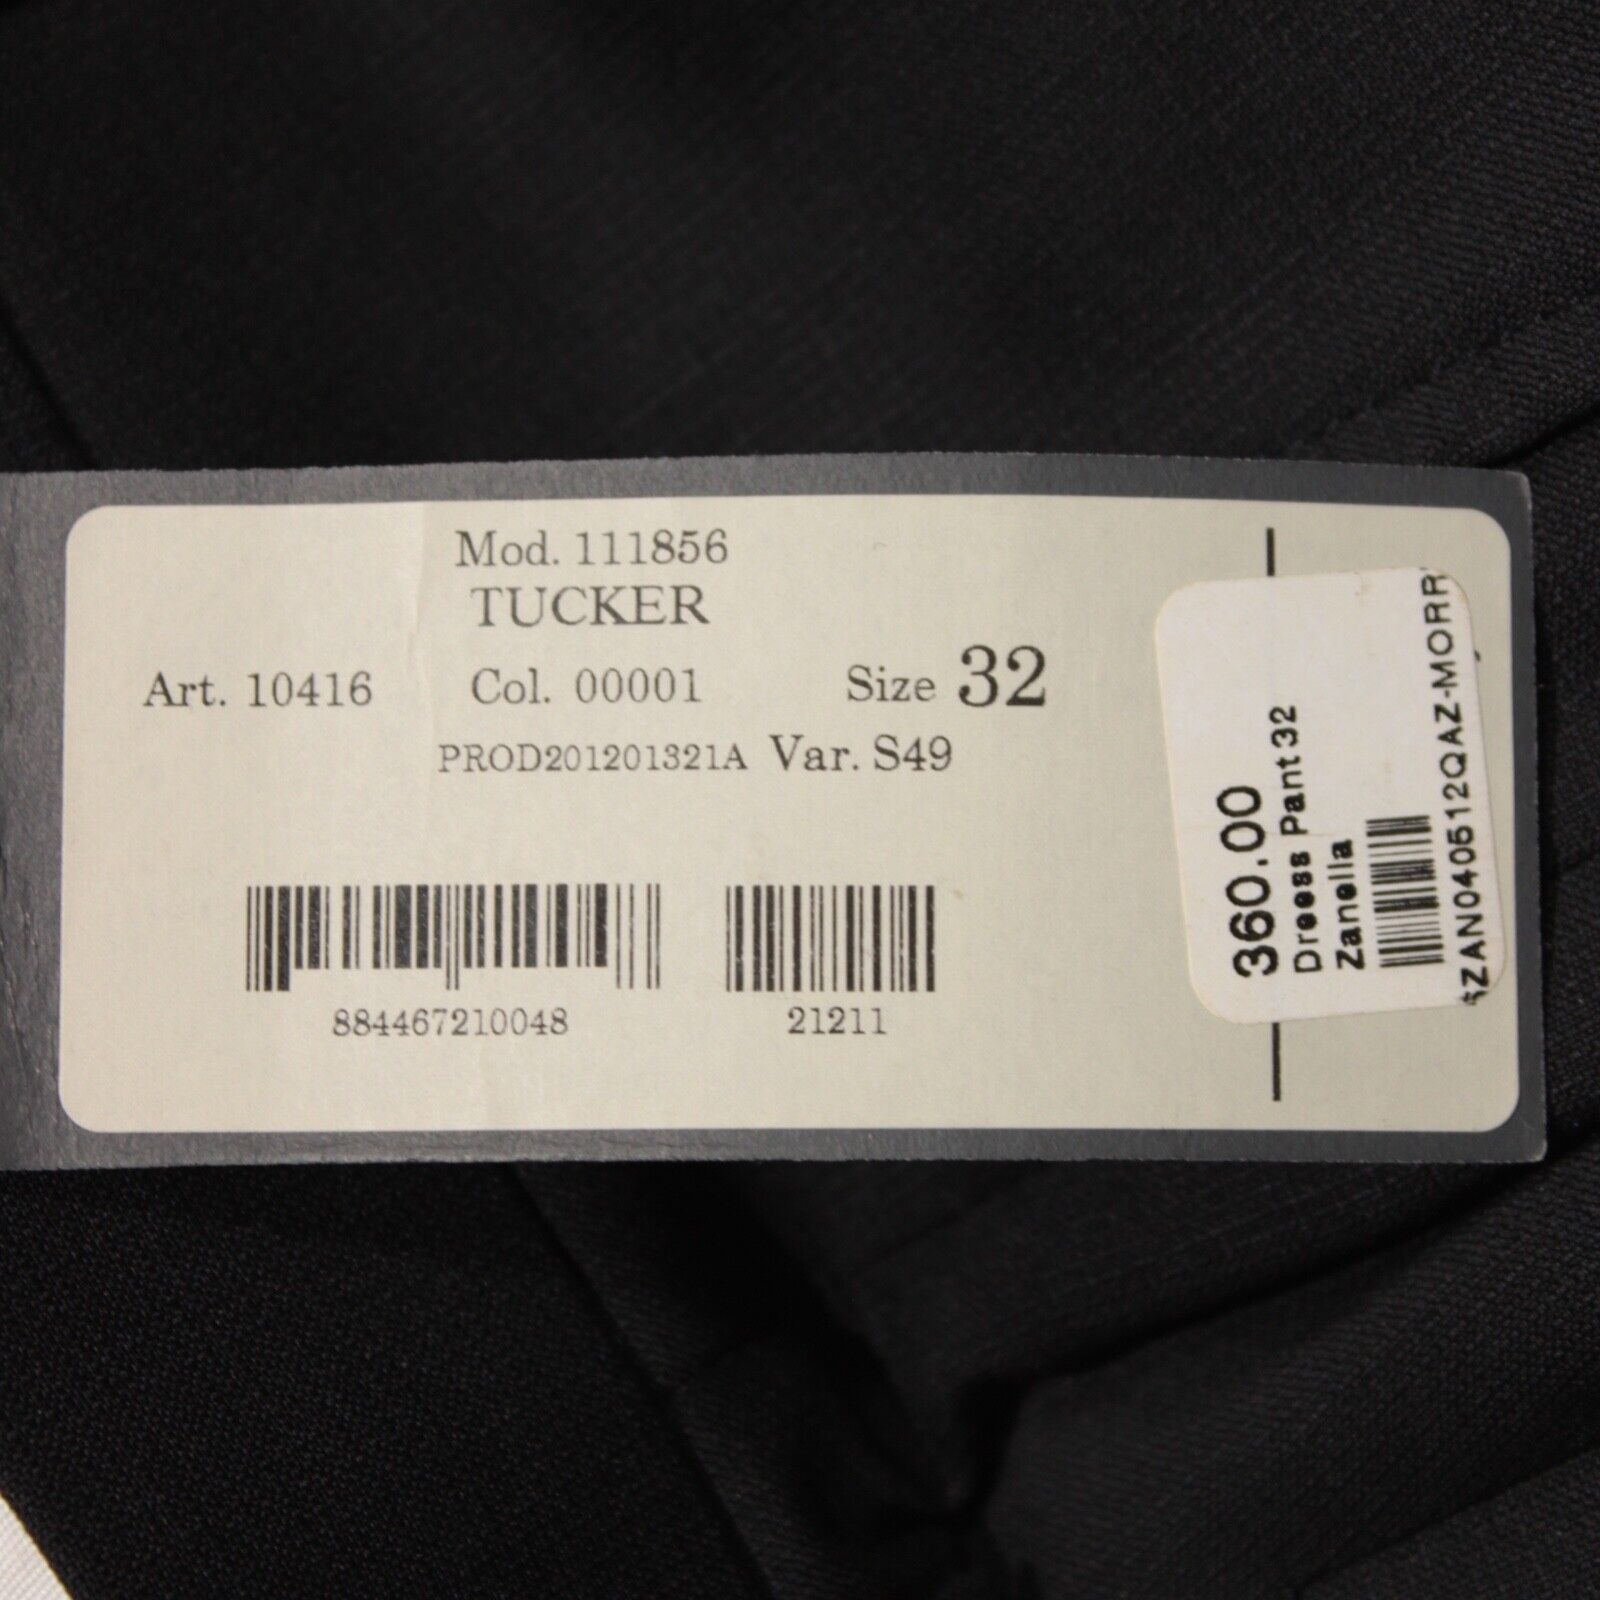 Mod. 111856
TUCKER
Art. 10416 Col. 00001 Size 32
PROD201201321A Var. S49
884467210048 21211
360.00
Dress Pant 32
Zanella
ZAN040512QAZ-MORR